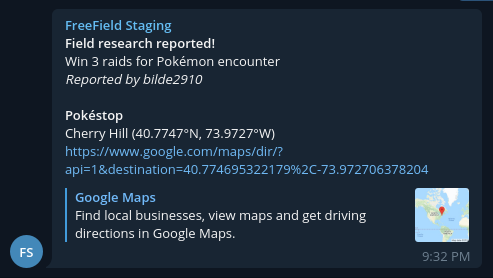 FreeField Staging
Field research reported!
Win 3 raids for Pokémon encounter
Reported by bilde2910
Pokéstop
Cherry Hill (40.7747°N, 73.9727°W)
https://www.google.com/maps/dir/?
api=1&destination=40.774695322179%2C-73.972706378204
Google Maps
Find local businesses, view maps and get driving
directions in Google Maps.
FS
9:32 PM